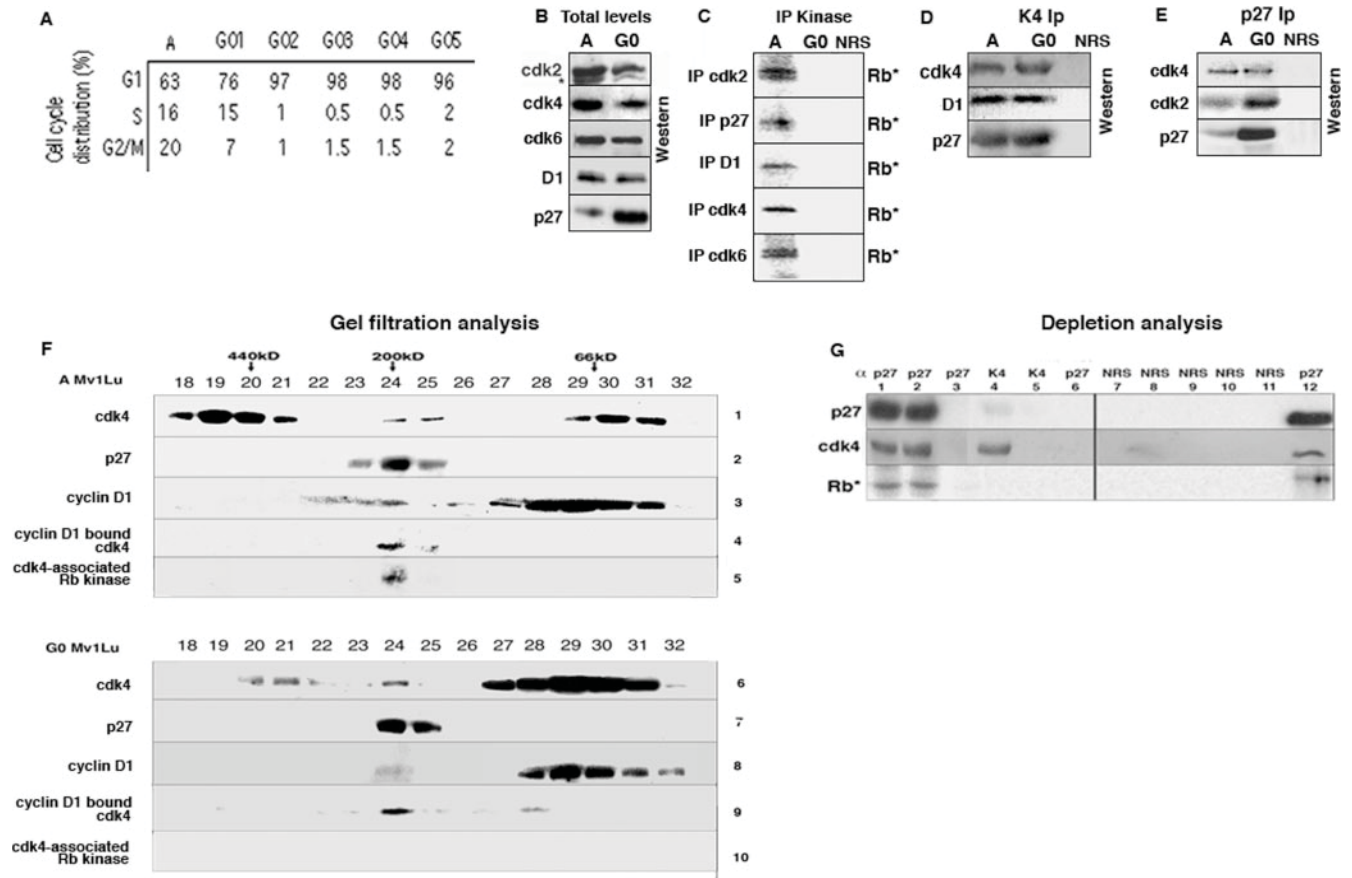 A
A G01 G02 G03 G04 G05
Cell cycle
distribution (%)
G1 63 76 97 98 98 96
S 16 15 1 0.5 0.5 2
G2/M 20 7 1 1.5 1.5 2
B Total levels
A G0
cdk2
*
cdk4
cdk6
D1
p27
Western
C IP Kinase
A G0 NRS
IP cdk2 Rb*
IP p27 Rb*
IP D1 Rb*
IP cdk4 Rb*
IP cdk6 Rb*
D K4 Ip
A G0 NRS
cdk4
D1
p27
Western
E p27 Ip
A G0 NRS
cdk4
cdk2
p27
Western
Gel filtration analysis
F
440kD 200kD 66kD
A Mv1Lu 18 19 20 21 22 23 24 25 26 27 28 29 30 31 32
cdk4 1
p27 2
cyclin D1 3
cyclin D1 bound
cdk4 4
cdk4-associated
Rb kinase 5
G0 Mv1Lu 18 19 20 21 22 23 24 25 26 27 28 29 30 31 32
cdk4 6
p27 7
cyclin D1 8
cyclin D1 bound
cdk4 9
cdk4-associated
Rb kinase 10
Depletion analysis
G
α p27 p27 p27 K4 K4 p27 NRS NRS NRS NRS NRS p27
1 2 3 4 5 6 7 8 9 10 11 12
p27
cdk4
Rb*